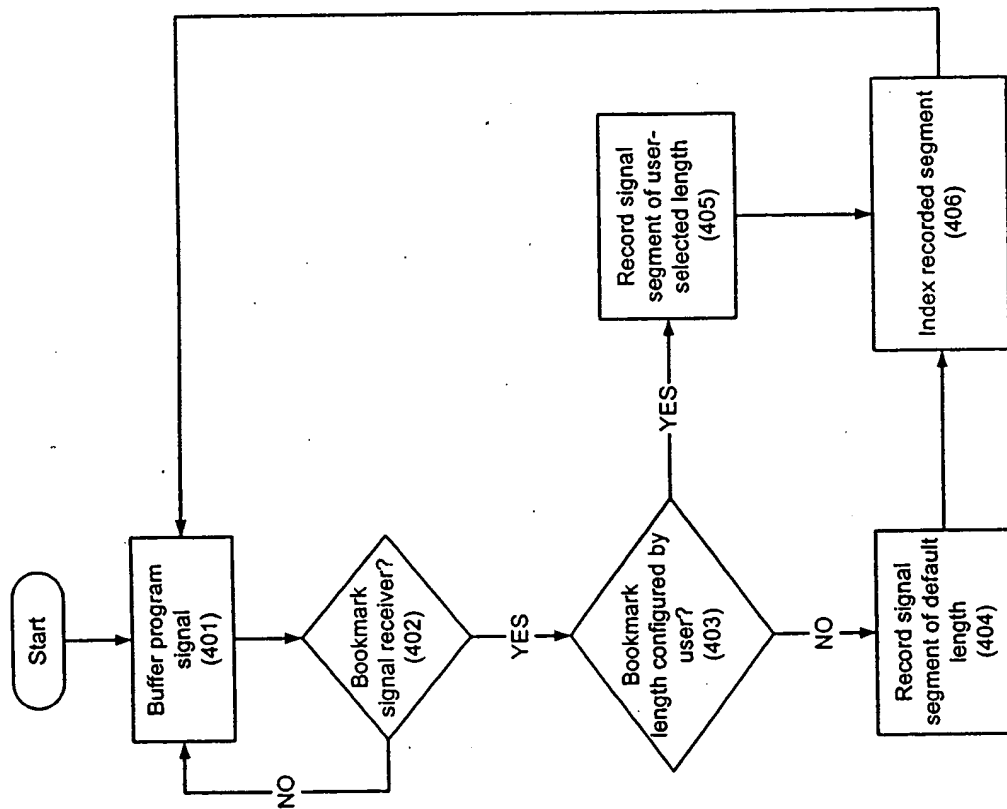 Start
Buffer program
signal
(401)
Bookmark
signal receiver?
(402)
NO
YES
Bookmark
length configured by
user?
(403)
YES
Record signal
segment of user-
selected length
(405)
NO
Record signal
segment of default
length
(404)
Index recorded segment
(406)